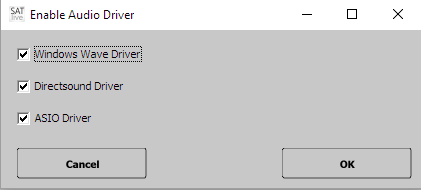 SAT
live
Enable Audio Driver
Windows Wave Driver
Directsound Driver
ASIO Driver
Cancel
OK